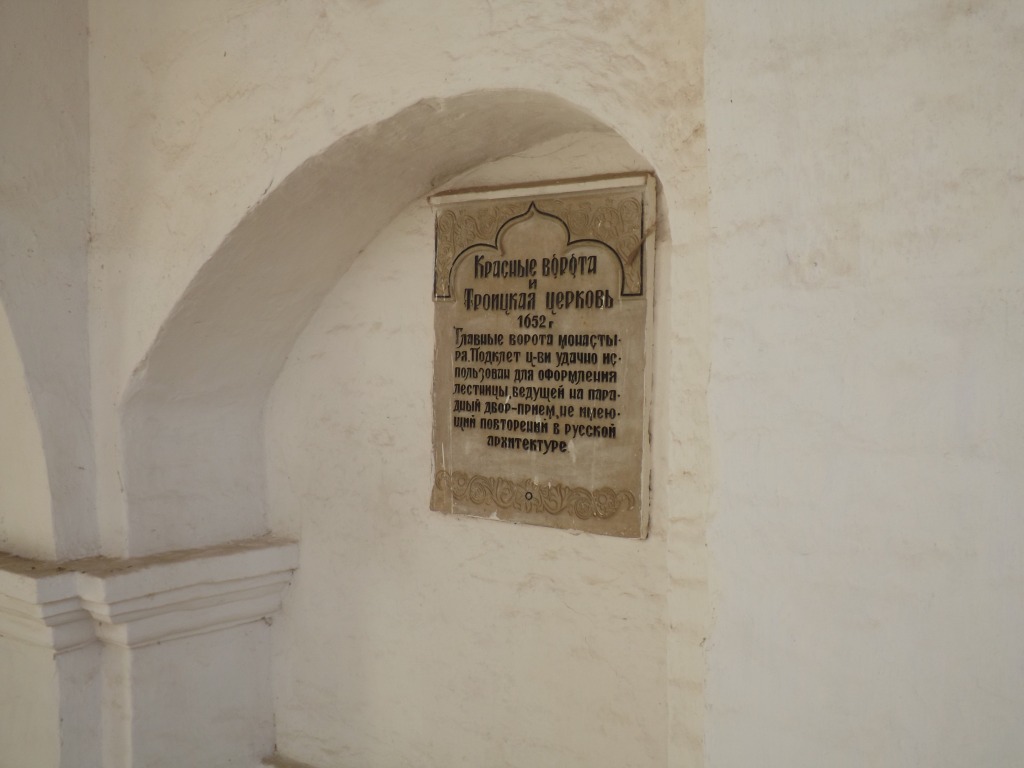 Красные ворота
и
Троицкая церковь
1652 г
Главные ворота монасты-
ря. Подклет ц-ви удачно ис-
пользован для оформления
лестницы, ведущей на пара-
дный двор-прием, не имею-
щий повторений в русской
архитектуре.